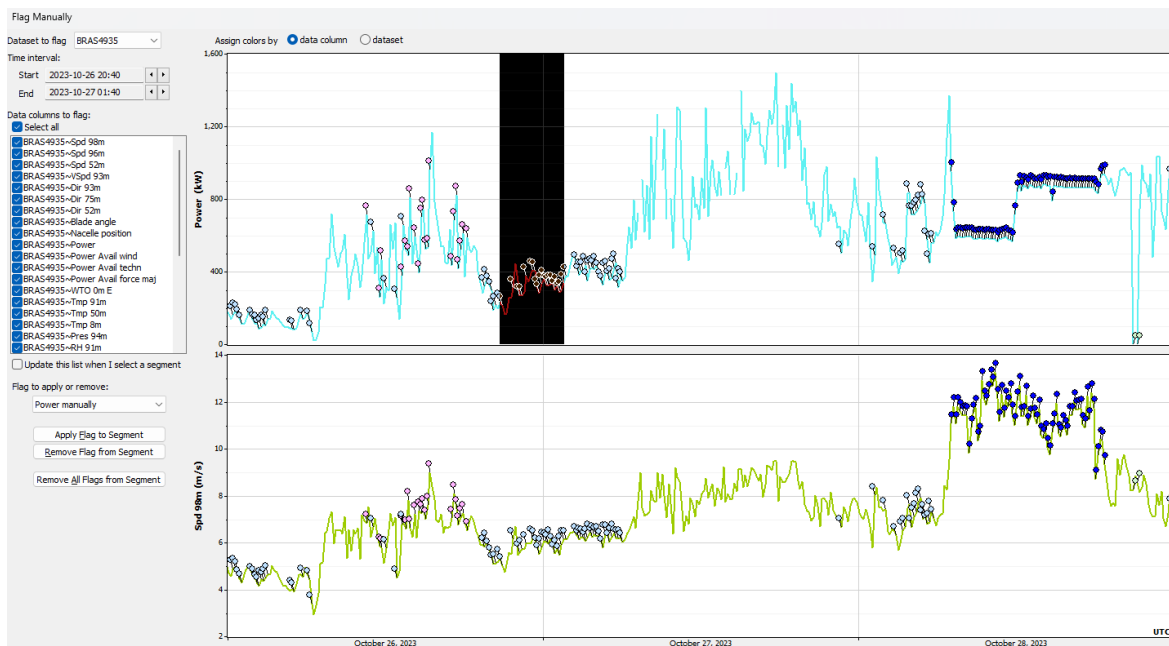 Flag Manually
Dataset to flag BRAS4935
Assign colors by data column dataset
Time interval:
Start 2023-10-26 20:40
End 2023-10-27 01:40
Data columns to flag:
Select all
BRAS4935~Spd 98m
BRAS4935~Spd 96m
BRAS4935~Spd 52m
BRAS4935~VSpd 93m
BRAS4935~Dir 93m
BRAS4935~Dir 75m
BRAS4935~Dir 52m
BRAS4935~Blade angle
BRAS4935~Nacelle position
BRAS4935~Power
BRAS4935~Power Avail wind
BRAS4935~Power Avail techn
BRAS4935~Power Avail force maj
BRAS4935~WTO 0m E
BRAS4935~Tmp 91m
BRAS4935~Tmp 50m
BRAS4935~Tmp 8m
BRAS4935~Pres 94m
BRAS4935~RH 91m
Update this list when I select a segment
Flag to apply or remove:
Power manually
Apply Flag to Segment
Remove Flag from Segment
Remove All Flags from Segment
1,600
1,200
800
400
0
Power (kW)
14
12
10
8
6
4
2
Spd 98m (m/s)
UTC
October 26, 2023
October 27, 2023
October 28, 2023